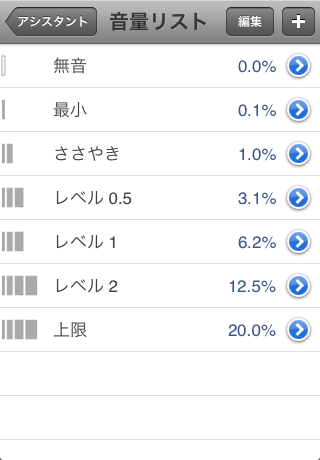 アシスタント 音量リスト 編集 +
無音 0.0%
最小 0.1%
ささやき 1.0%
レベル 0.5 3.1%
レベル 1 6.2%
レベル 2 12.5%
上限 20.0%